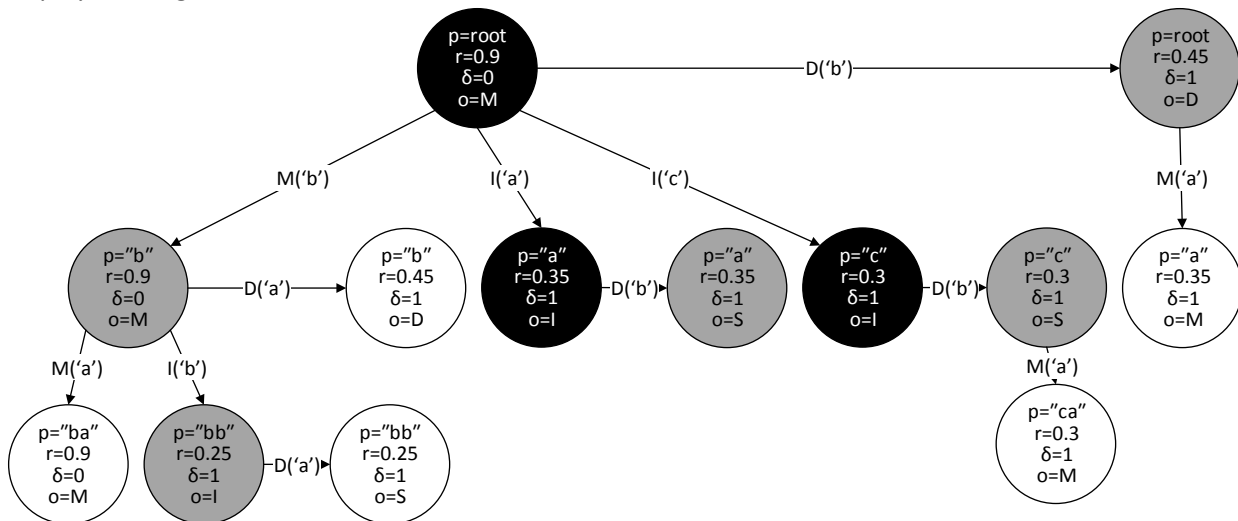 p=root
r=0.9
δ=0
o=M
D(‘b’)
p=root
r=0.45
δ=1
o=D
M(‘b’)
I(‘a’)
I(‘c’)
M(‘a’)
p=”b”
r=0.9
δ=0
o=M
D(‘a’)
p=”b”
r=0.45
δ=1
o=D
p=”a”
r=0.35
δ=1
o=I
D(‘b’)
p=”a”
r=0.35
δ=1
o=S
p=”c”
r=0.3
δ=1
o=I
D(‘b’)
p=”c”
r=0.3
δ=1
o=S
p=”a”
r=0.35
δ=1
o=M
M(‘a’)
I(‘b’)
M(‘a’)
p=”ba”
r=0.9
δ=0
o=M
p=”bb”
r=0.25
δ=1
o=I
D(‘a’)
p=”bb”
r=0.25
δ=1
o=S
p=”ca”
r=0.3
δ=1
o=M